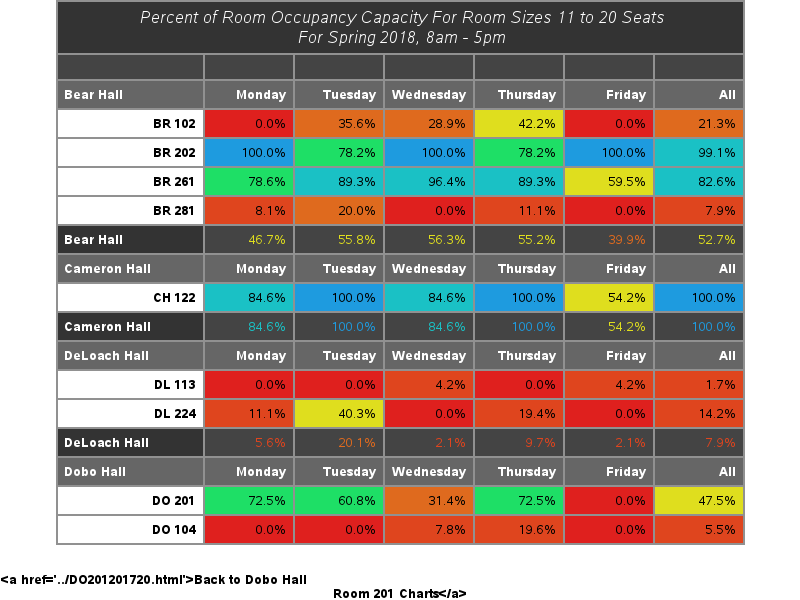 Percent of Room Occupancy Capacity For Room Sizes 11 to 20 Seats
For Spring 2018, 8am - 5pm
Bear Hall Monday Tuesday Wednesday Thursday Friday All
BR 102 0.0% 35.6% 28.9% 42.2% 0.0% 21.3%
BR 202 100.0% 78.2% 100.0% 78.2% 100.0% 99.1%
BR 261 78.6% 89.3% 96.4% 89.3% 59.5% 82.6%
BR 281 8.1% 20.0% 0.0% 11.1% 0.0% 7.9%
Bear Hall 46.7% 55.8% 56.3% 55.2% 39.9% 52.7%
Cameron Hall Monday Tuesday Wednesday Thursday Friday All
CH 122 84.6% 100.0% 84.6% 100.0% 54.2% 100.0%
Cameron Hall 84.6% 100.0% 84.6% 100.0% 54.2% 100.0%
DeLoach Hall Monday Tuesday Wednesday Thursday Friday All
DL 113 0.0% 0.0% 4.2% 0.0% 4.2% 1.7%
DL 224 11.1% 40.3% 0.0% 19.4% 0.0% 14.2%
DeLoach Hall 5.6% 20.1% 2.1% 9.7% 2.1% 7.9%
Dobo Hall Monday Tuesday Wednesday Thursday Friday All
DO 201 72.5% 60.8% 31.4% 72.5% 0.0% 47.5%
DO 104 0.0% 0.0% 7.8% 19.6% 0.0% 5.5%
<a href='../DO201201720.html'>Back to Dobo Hall
Room 201 Charts</a>